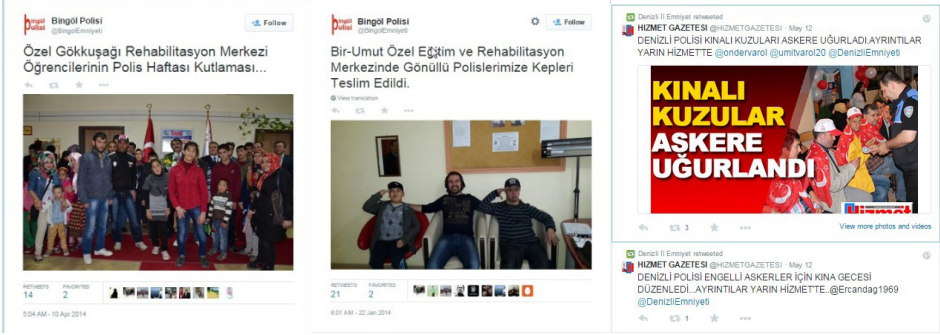 bingöl polisi
Bingöl Polisi
@BingolEmniyeti
Follow
Özel Gökkuşağı Rehabilitasyon Merkezi
Öğrencilerinin Polis Haftası Kutlaması...
RETWEETS
14
FAVORITES
2
5:04 AM - 10 Apr 2014
bingöl polisi
Bingöl Polisi
@BingolEmniyeti
Follow
Bir-Umut Özel Eğitim ve Rehabilitasyon
Merkezinde Gönüllü Polislerimize Kepleri
Teslim Edildi.
View translation
RETWEETS
21
FAVORITES
2
6:01 AM - 22 Jan 2014
Denizli İl Emniyet retweeted
HIZMET GAZETESI @HIZMETGAZETESI · May 12
DENİZLİ POLİSİ KINALI KUZULARI ASKERE UĞURLADI.AYRINTILAR
YARIN HİZMET'TE @ondervarol @umitvarol20 @DenizliEmniyeti
KINALI
KUZULAR
ASKERE
UĞURLANDI
Hizmet
3
View more photos and videos
Denizli İl Emniyet retweeted
HIZMET GAZETESI @HIZMETGAZETESI · May 12
DENİZLİ POLİSİ ENGELLİ ASKERLER İÇİN KINA GECESİ
DÜZENLEDİ...AYRINTILAR YARIN HİZMET'TE..@Ercandag1969
@DenizliEmniyeti
1